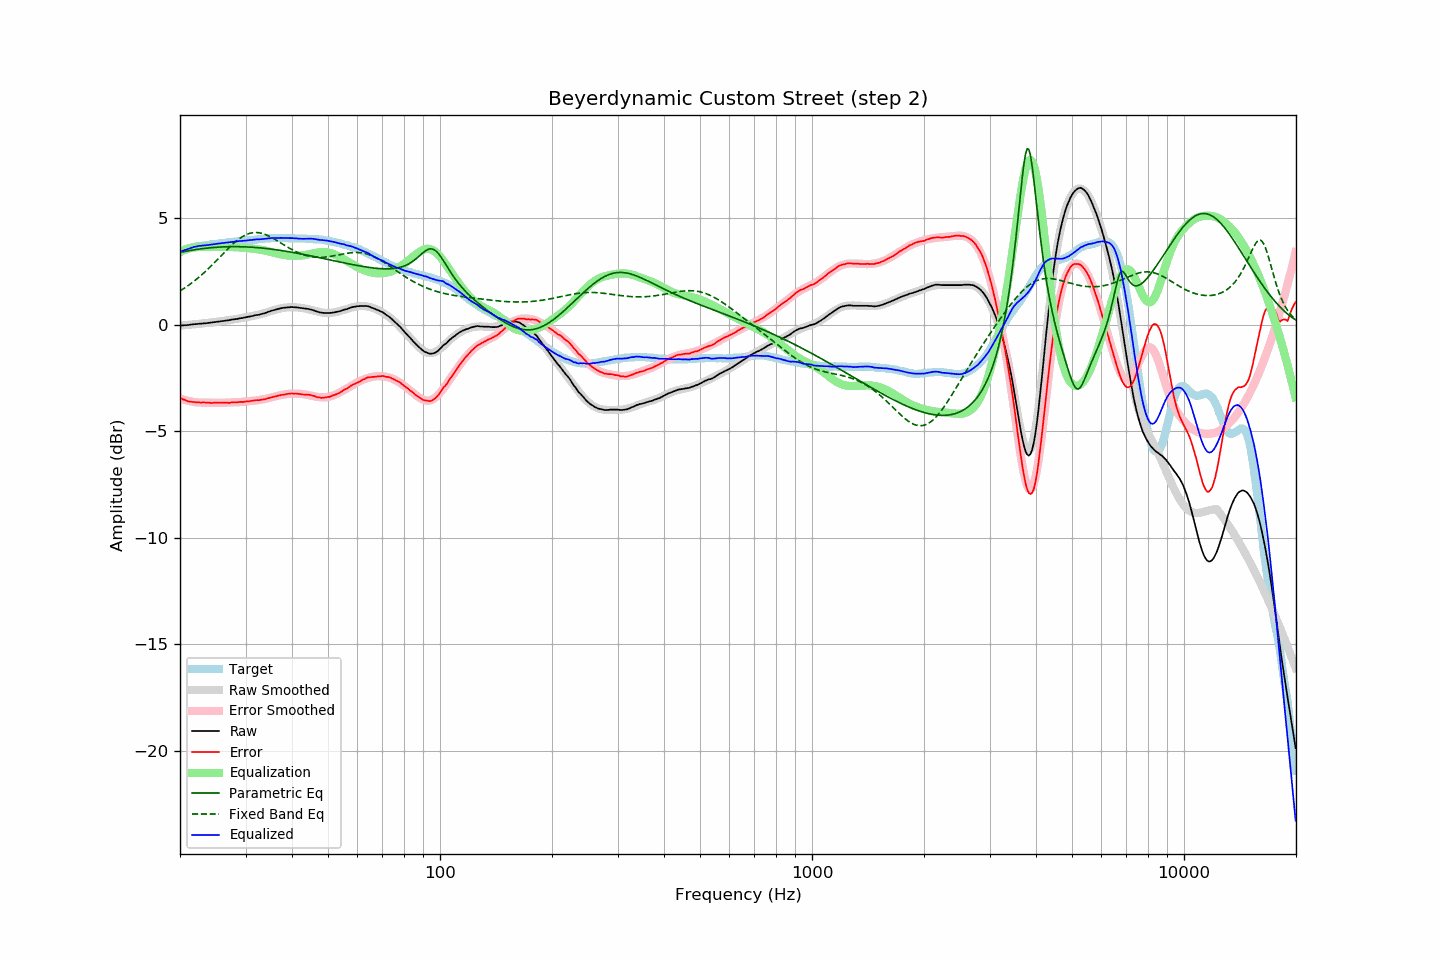 Beyerdynamic Custom Street (step 2)
Amplitude (dBr)
5
0
−5
−10
−15
−20
Target
Raw Smoothed
Error Smoothed
Raw
Error
Equalization
Parametric Eq
Fixed Band Eq
Equalized
100
1000
10000
Frequency (Hz)